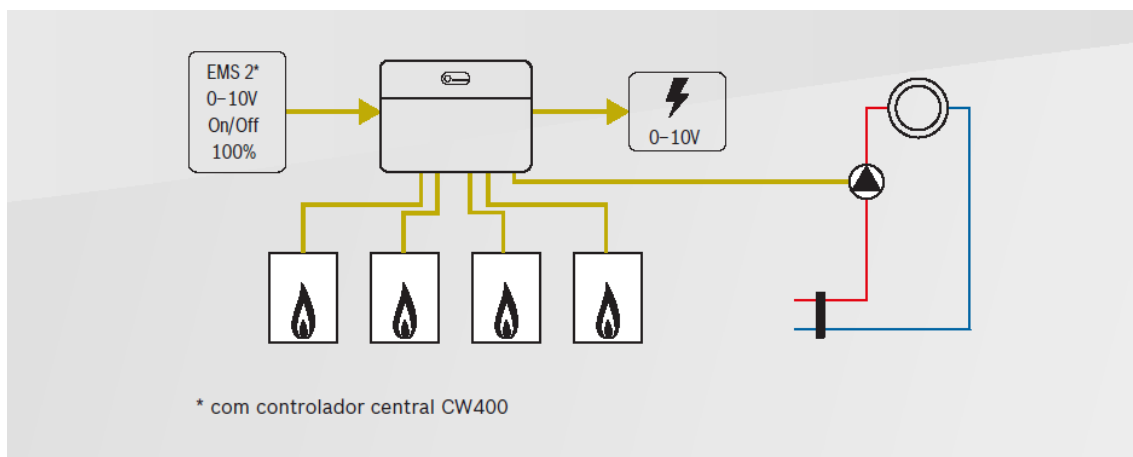 EMS 2*
0–10V
On/Off
100%
0–10V
* com controlador central CW400